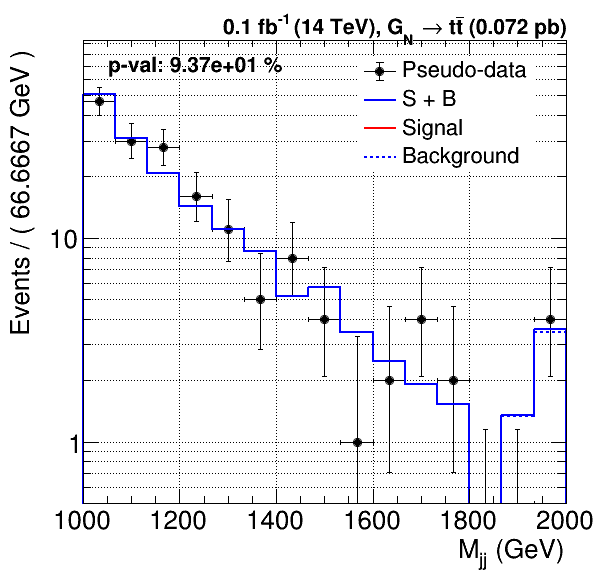 0.1 fb⁻¹ (14 TeV), G_N → tt̄ (0.072 pb)
p-val: 9.37e+01 %
Pseudo-data
S + B
Signal
Background
Events / ( 66.6667 GeV )
10
1
1000 1200 1400 1600 1800 2000
M_jj (GeV)